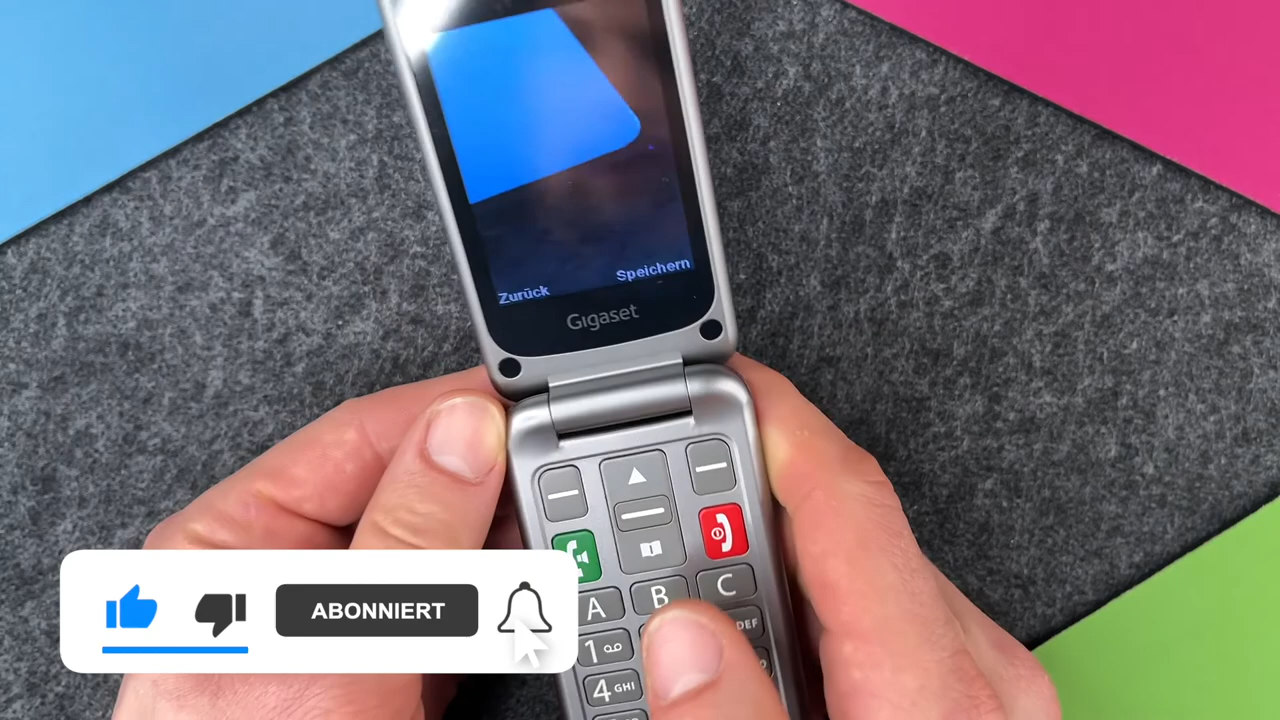 Speichern
Zurück
Gigaset
A
B
C
1
DEF
4 GHI
ABONNIERT